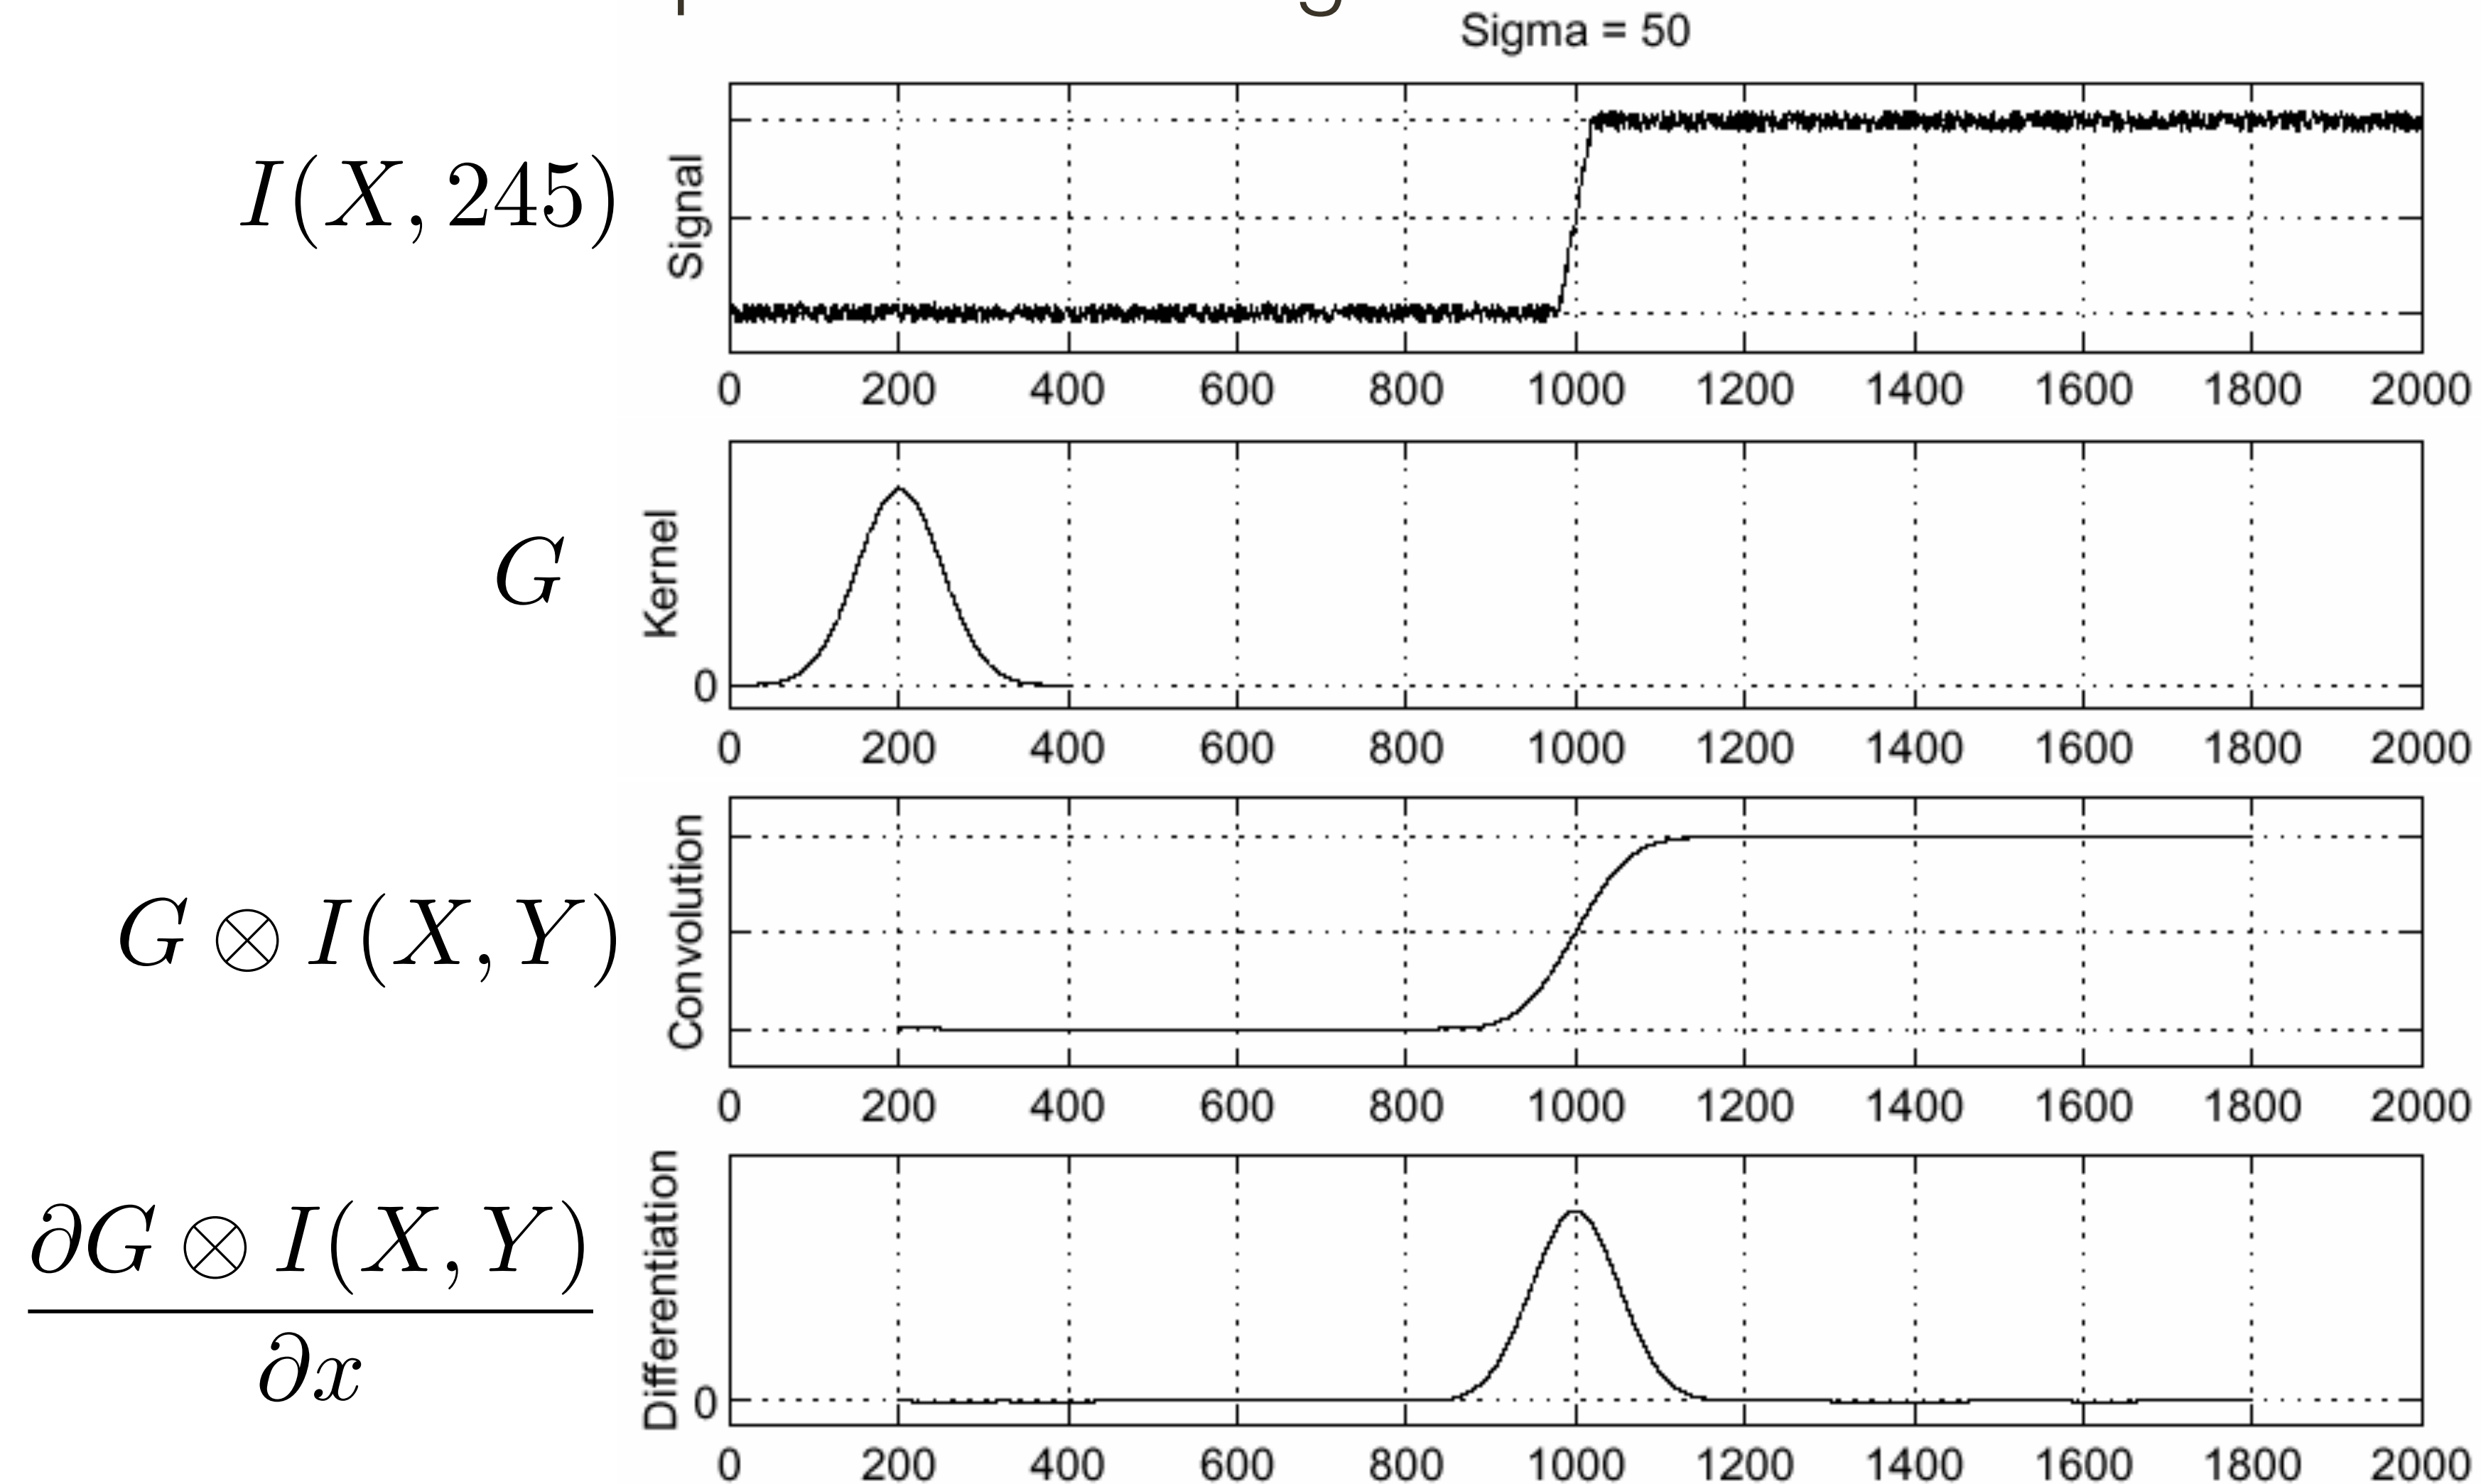 Sigma = 50
I(X, 245)
Signal
0 200 400 600 800 1000 1200 1400 1600 1800 2000
G
Kernel
0
0 200 400 600 800 1000 1200 1400 1600 1800 2000
G ⊗ I(X, Y)
Convolution
0 200 400 600 800 1000 1200 1400 1600 1800 2000
∂G ⊗ I(X, Y)
∂x
Differentiation
0
0 200 400 600 800 1000 1200 1400 1600 1800 2000